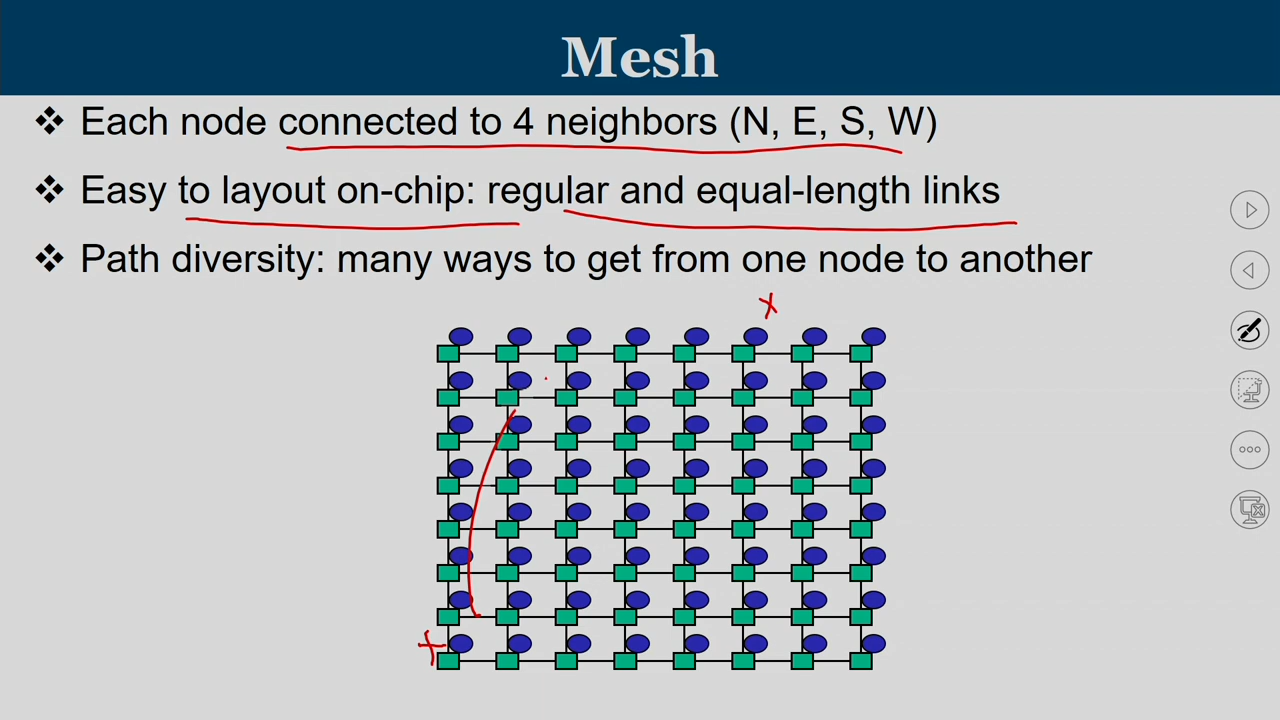 Mesh
❖ Each node connected to 4 neighbors (N, E, S, W)
❖ Easy to layout on-chip: regular and equal-length links
❖ Path diversity: many ways to get from one node to another
x
x